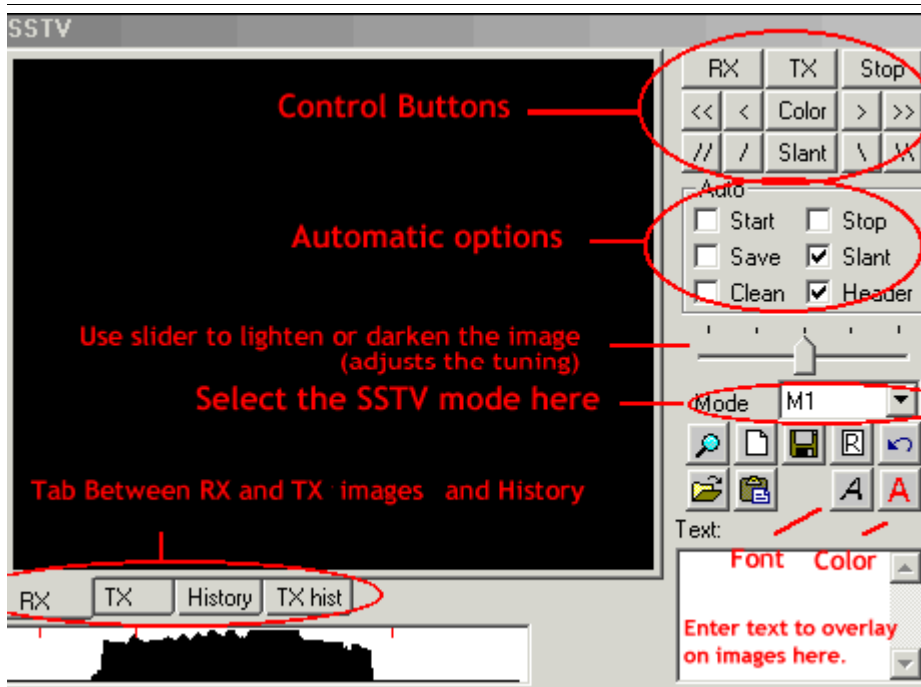 SSTV
RX TX Stop
<< < Color > >>
// / Slant \ \\
Control Buttons
Auto
Start Stop
Save Slant
Clean Header
Automatic options
Use slider to lighten or darken the image
(adjusts the tuning)
Select the SSTV mode here
Mode M1
R
Tab Between RX and TX images and History
A A
Text:
Font Color
Enter text to overlay
on images here.
RX TX History TX hist